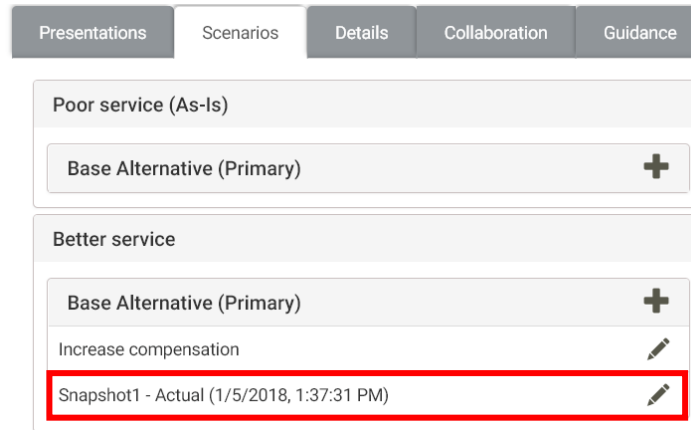 Presentations Scenarios Details Collaboration Guidance
Poor service (As-Is)
Base Alternative (Primary)
Better service
Base Alternative (Primary)
Increase compensation
Snapshot1 - Actual (1/5/2018, 1:37:31 PM)